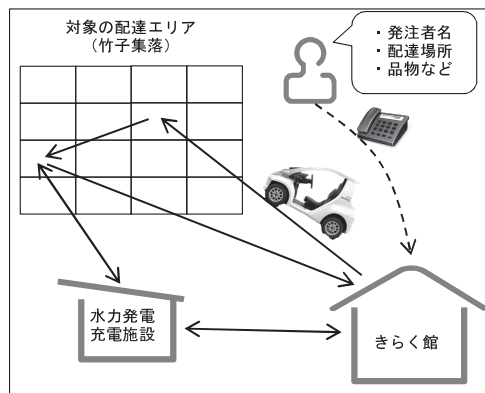 対象の配達エリア
（竹子集落）
・発注者名
・配達場所
・品物など
水力発電
充電施設
きらく館